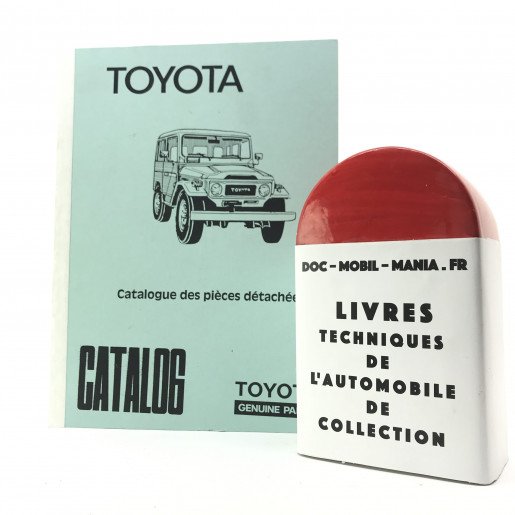 TOYOTA
TOYOTA
Catalogue des pièces détachée
CATALOG
TOYOT
GENUINE PA
DOC-MOBIL-MANIA.FR
LIVRES
TECHNIQUES
DE
L'AUTOMOBILE
DE
COLLECTION